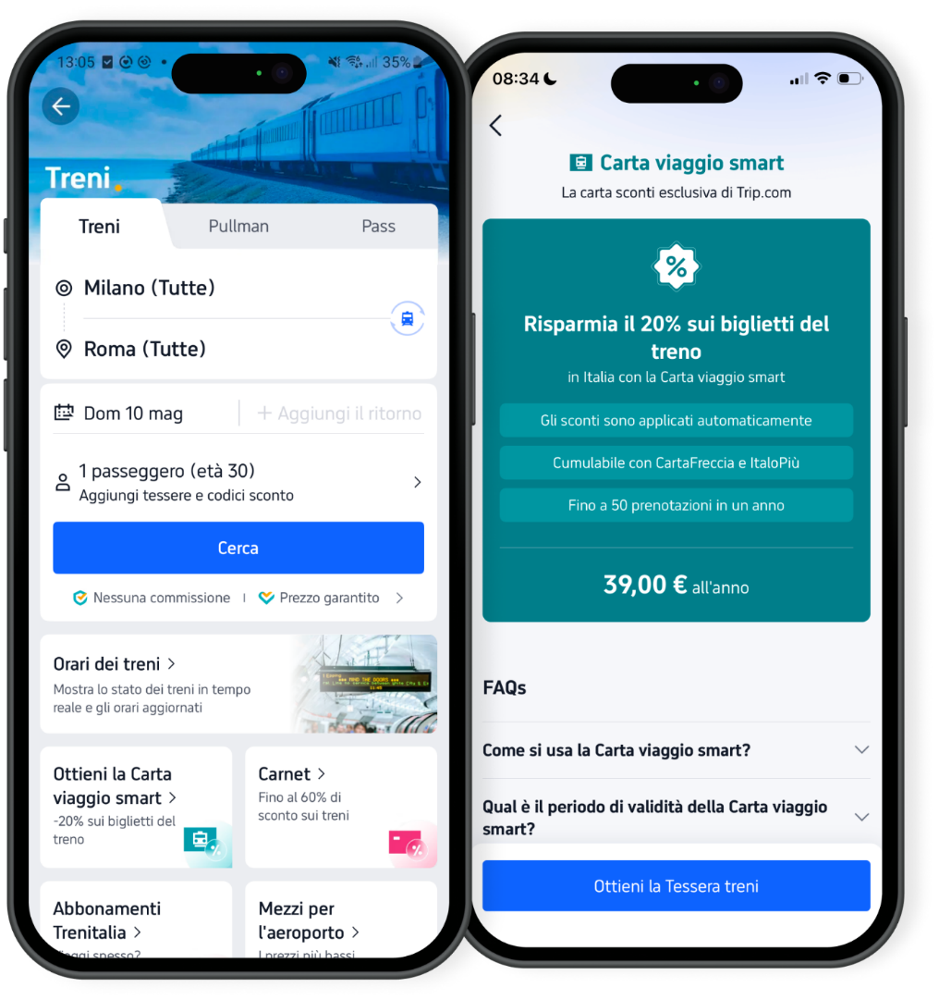 13:05
35%
Treni.
Treni
Pullman
Pass
Milano (Tutte)
Roma (Tutte)
Dom 10 mag
+ Aggiungi il ritorno
1 passeggero (età 30)
Aggiungi tessere e codici sconto
Cerca
Nessuna commissione
Prezzo garantito
Orari dei treni
Mostra lo stato dei treni in tempo
reale e gli orari aggiornati
Ottieni la Carta
viaggio smart
-20% sui biglietti del
treno
%
Carnet
Fino al 60% di
sconto sui treni
%
Abbonamenti
Trenitalia
Mezzi per
l'aeroporto
I prezzi più bassi
08:34
Carta viaggio smart
La carta sconti esclusiva di Trip.com
%
Risparmia il 20% sui biglietti del
treno
in Italia con la Carta viaggio smart
Gli sconti sono applicati automaticamente
Cumulabile con CartaFreccia e ItaloPiù
Fino a 50 prenotazioni in un anno
39,00 € all'anno
FAQs
Come si usa la Carta viaggio smart?
Qual è il periodo di validità della Carta viaggio
smart?
Ottieni la Tessera treni